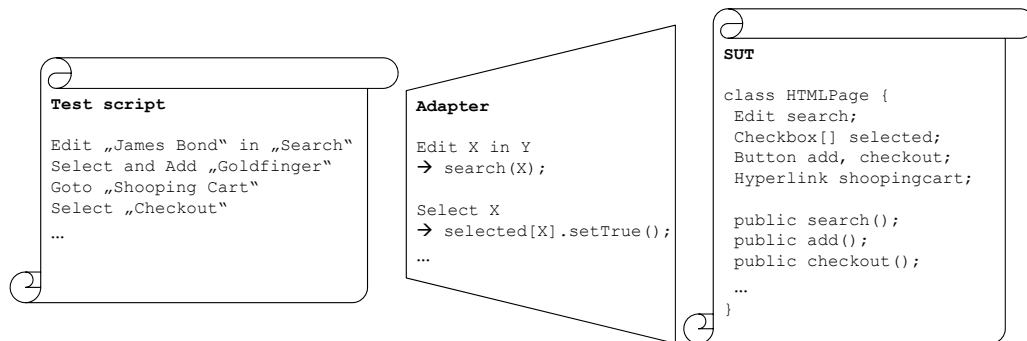 Test script
Edit „James Bond“ in „Search“
Select and Add „Goldfinger“
Goto „Shooping Cart“
Select „Checkout“
…
Adapter
Edit X in Y
→ search(X);
Select X
→ selected[X].setTrue();
…
SUT
class HTMLPage {
Edit search;
Checkbox[] selected;
Button add, checkout;
Hyperlink shoopingcart;
public search();
public add();
public checkout();
…
}